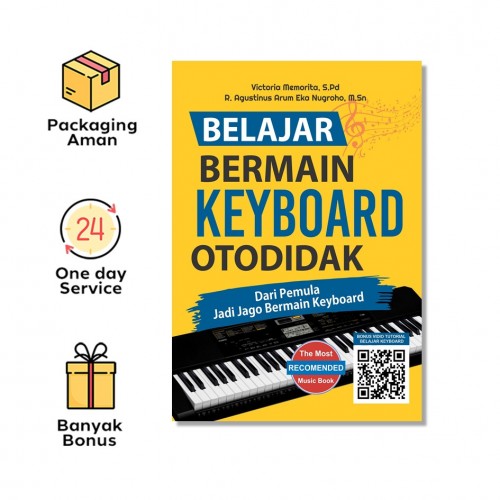 Packaging
Aman
24
One day
Service
Banyak
Bonus
Victoria Memorita, S.Pd
R. Agustinus Arum Eka Nugroho, M.Sn
BELAJAR
BERMAIN
KEYBOARD
OTODIDAK
Dari Pemula
Jadi Jago Bermain Keyboard
The Most
RECOMENDED
Music Book
BONUS VIDIO TUTORIAL
BELAJAR KEYBOARD